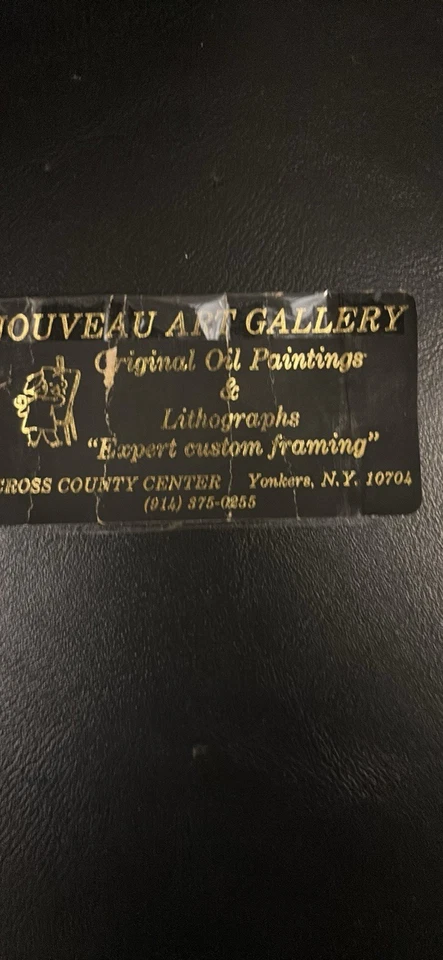 NOUVEAU ART GALLERY
Original Oil Paintings
&
Lithographs
"Expert custom framing"
CROSS COUNTY CENTER Yonkers, N.Y. 10704
(914) 375-0255